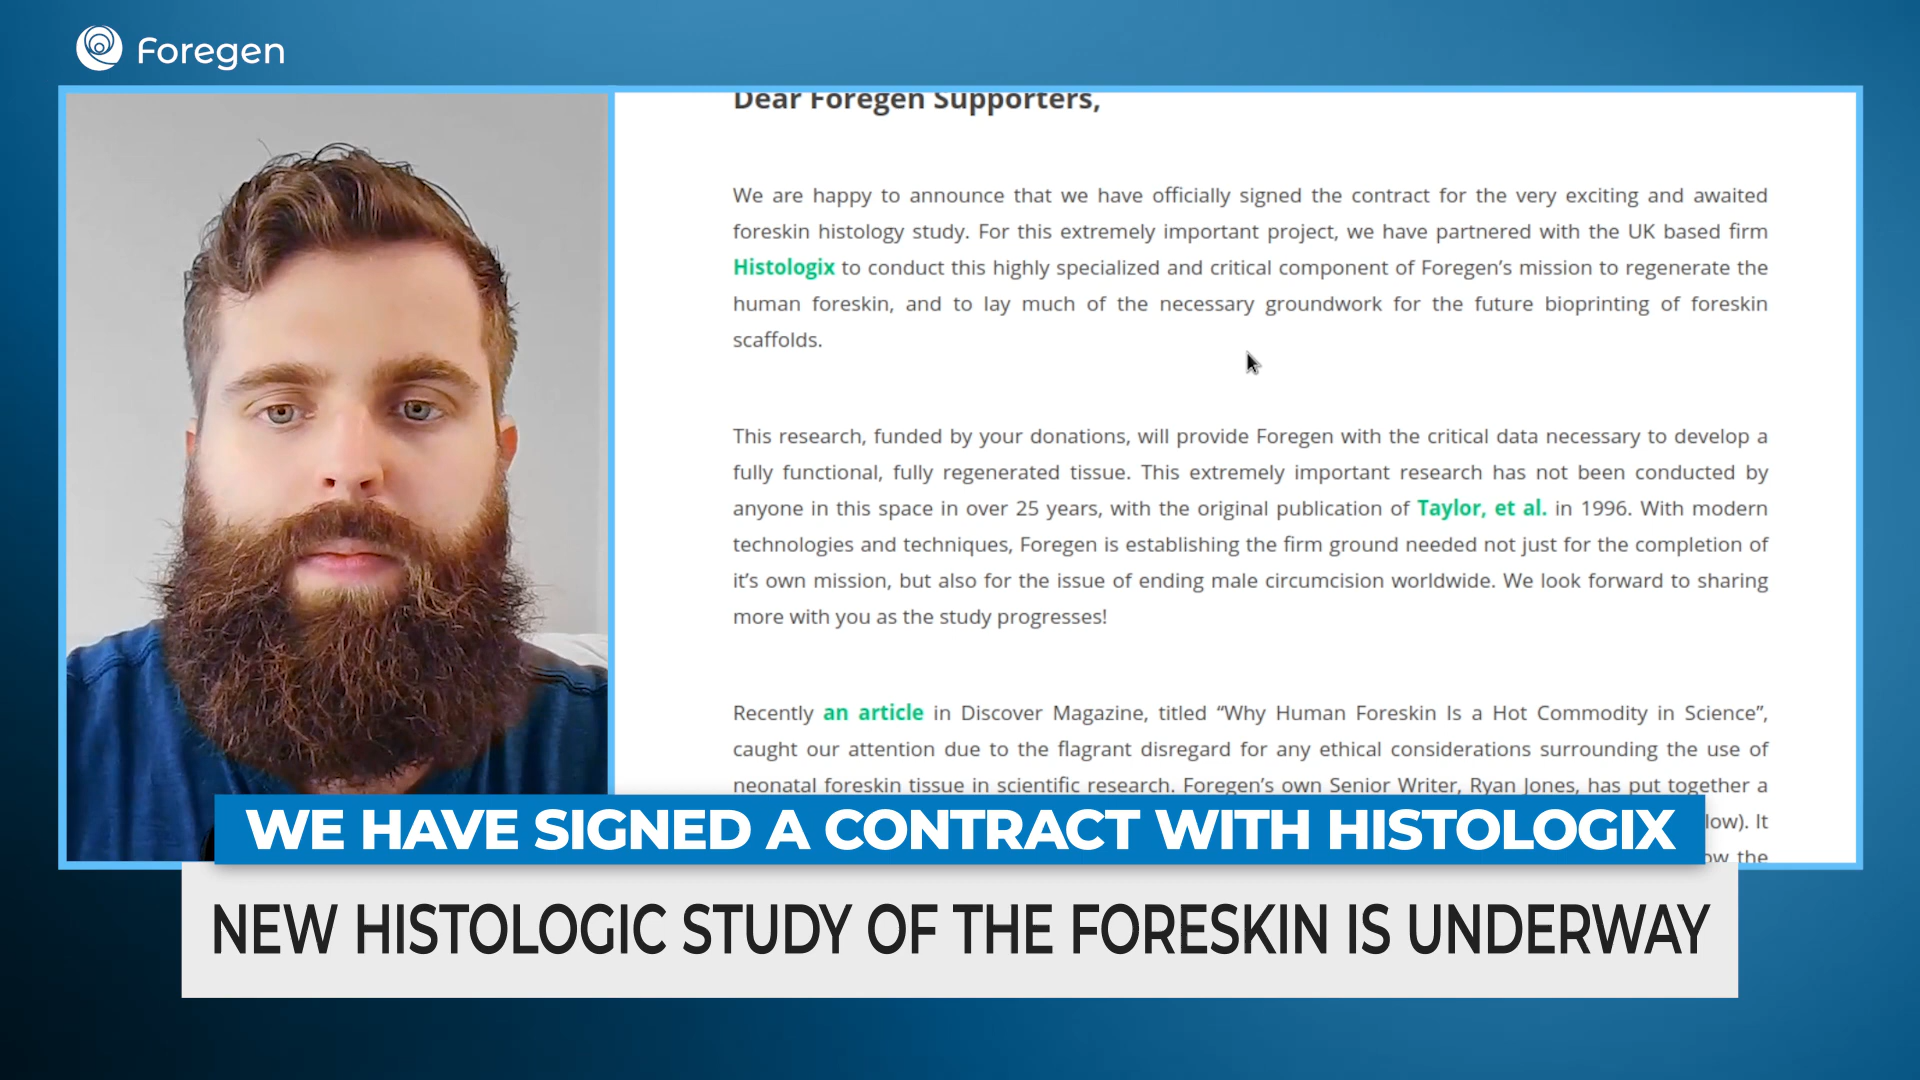 Foregen
Dear Foregen Supporters,
We are happy to announce that we have officially signed the contract for the very exciting and awaited
foreskin histology study. For this extremely important project, we have partnered with the UK based firm
Histologix to conduct this highly specialized and critical component of Foregen’s mission to regenerate the
human foreskin, and to lay much of the necessary groundwork for the future bioprinting of foreskin
scaffolds.
This research, funded by your donations, will provide Foregen with the critical data necessary to develop a
fully functional, fully regenerated tissue. This extremely important research has not been conducted by
anyone in this space in over 25 years, with the original publication of Taylor, et al. in 1996. With modern
technologies and techniques, Foregen is establishing the firm ground needed not just for the completion of
it’s own mission, but also for the issue of ending male circumcision worldwide. We look forward to sharing
more with you as the study progresses!
Recently an article in Discover Magazine, titled “Why Human Foreskin Is a Hot Commodity in Science”,
caught our attention due to the flagrant disregard for any ethical considerations surrounding the use of
neonatal foreskin tissue in scientific research. Foregen’s own Senior Writer, Ryan Jones, has put together a
low). It
the
WE HAVE SIGNED A CONTRACT WITH HISTOLOGIX
NEW HISTOLOGIC STUDY OF THE FORESKIN IS UNDERWAY